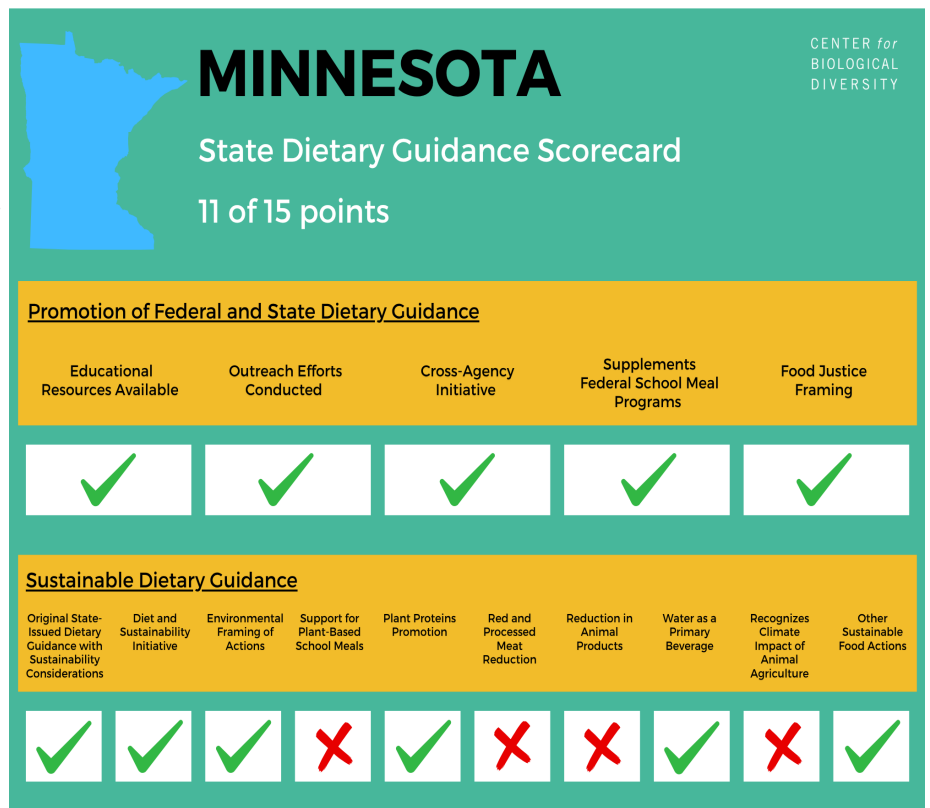 MINNESOTA
CENTER for
BIOLOGICAL
DIVERSITY
State Dietary Guidance Scorecard
11 of 15 points
Promotion of Federal and State Dietary Guidance
Educational
Resources Available
Outreach Efforts
Conducted
Cross-Agency
Initiative
Supplements
Federal School Meal
Programs
Food Justice
Framing
Sustainable Dietary Guidance
Original State-
Issued Dietary
Guidance with
Sustainability
Considerations
Diet and
Sustainability
Initiative
Environmental
Framing of
Actions
Support for
Plant-Based
School Meals
Plant Proteins
Promotion
Red and
Processed
Meat
Reduction
Reduction in
Animal
Products
Water as a
Primary
Beverage
Recognizes
Climate
Impact of
Animal
Agriculture
Other
Sustainable
Food Actions